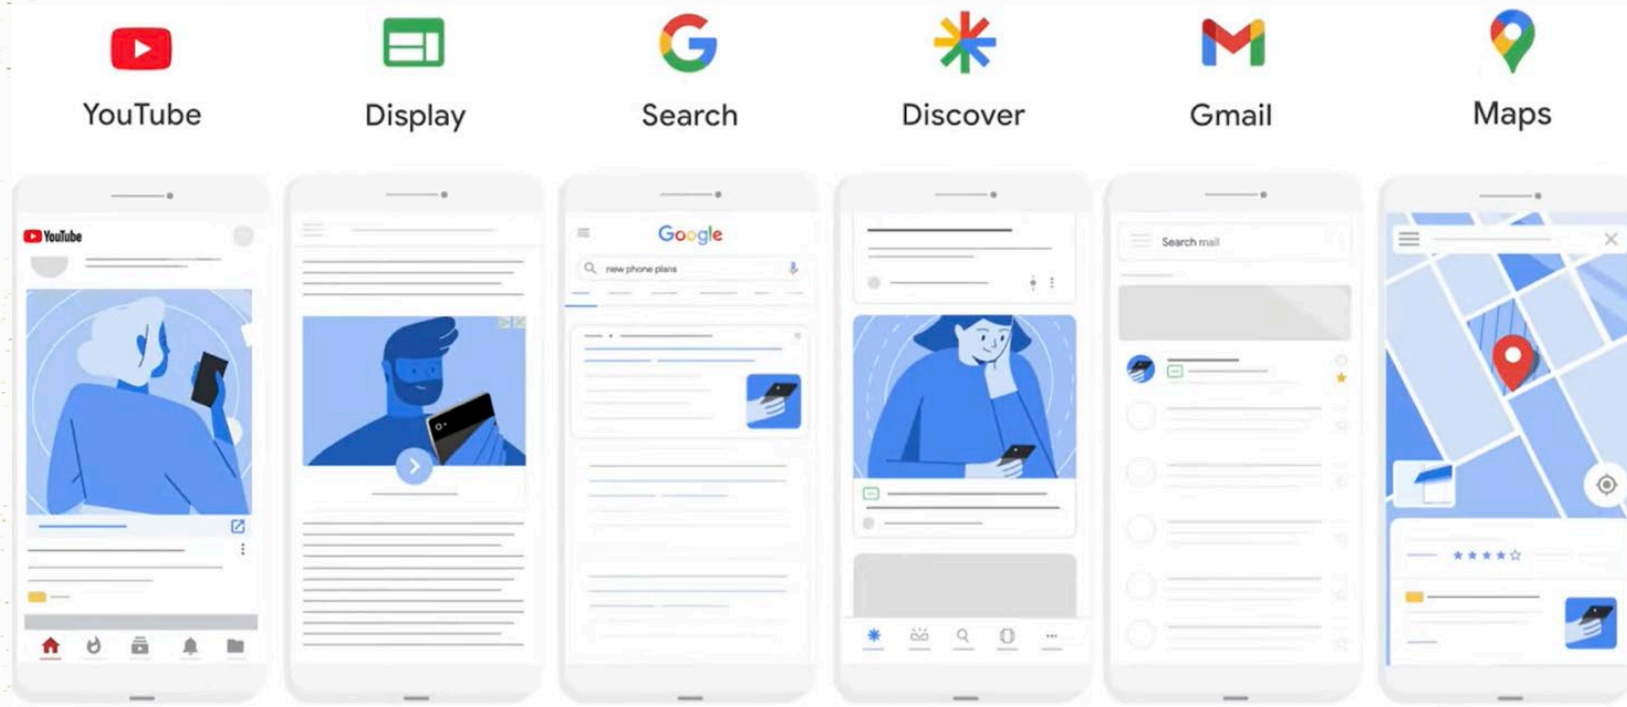 YouTube
Display
Search
Discover
Gmail
Maps
YouTube
Google
new phone plans
Search mail